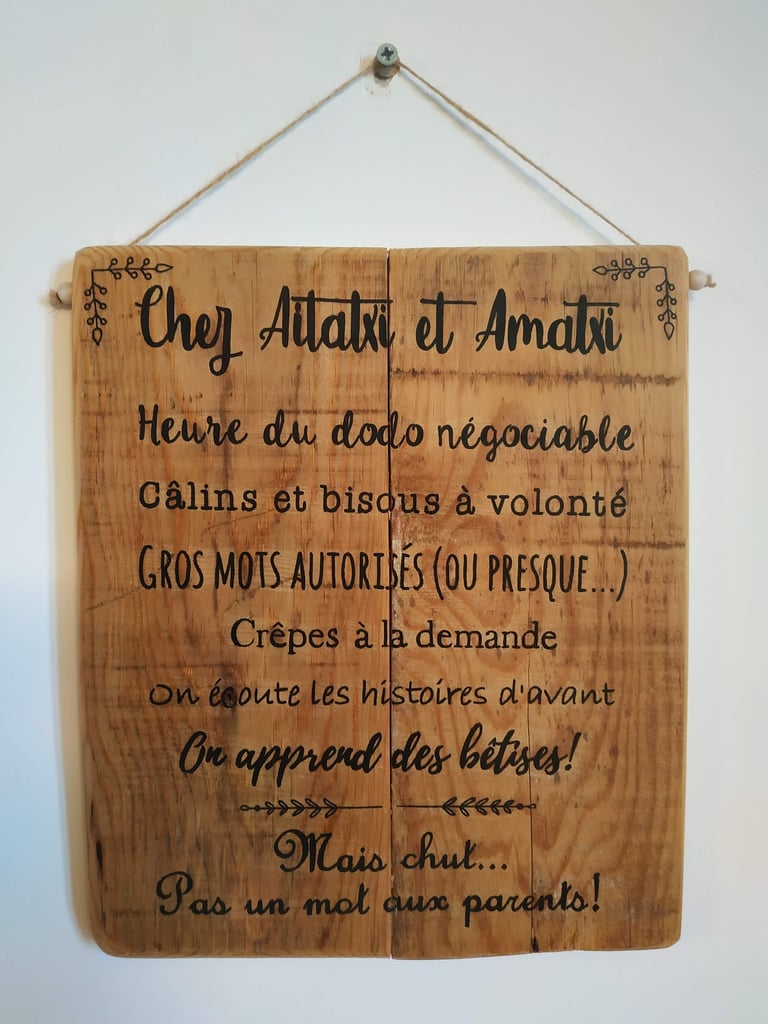 Chez Aitatxi et Amatxi
Heure du dodo négociable
Câlins et bisous à volonté
GROS MOTS AUTORISÉS (OU PRESQUE...)
Crêpes à la demande
On écoute les histoires d'avant
On apprend des bêtises!
Mais chut...
Pas un mot aux parents!